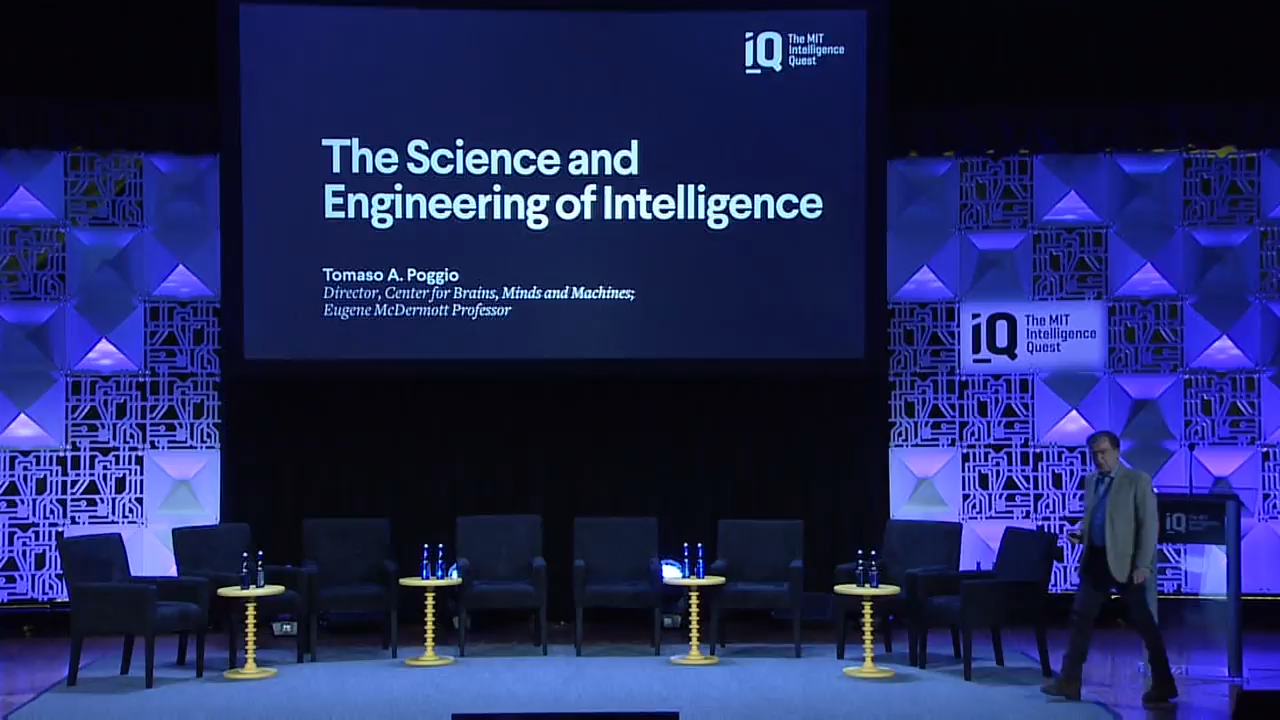 iQ
The MIT
Intelligence
Quest
The Science and
Engineering of Intelligence
Tomaso A. Poggio
Director, Center for Brains, Minds and Machines;
Eugene McDermott Professor
iQ
The MIT
Intelligence
Quest
iQ